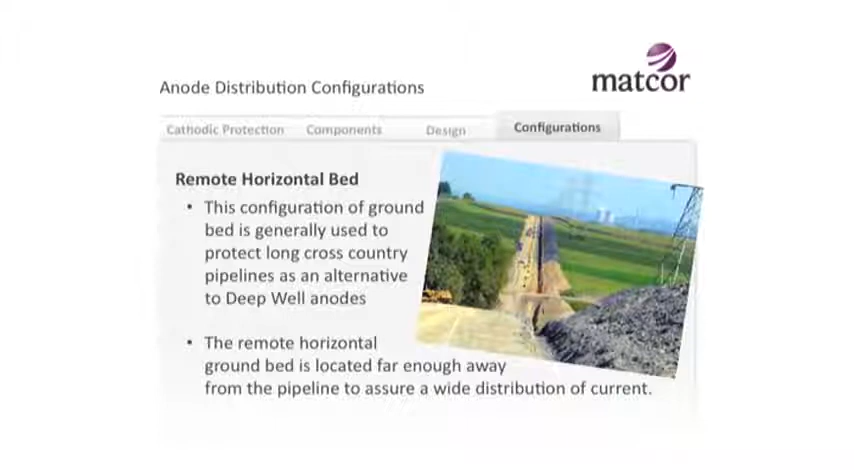 matcor
Anode Distribution Configurations
Cathodic Protection Components Design Configurations
Remote Horizontal Bed
• This configuration of ground
bed is generally used to
protect long cross country
pipelines as an alternative
to Deep Well anodes
• The remote horizontal
ground bed is located far enough away
from the pipeline to assure a wide distribution of current.